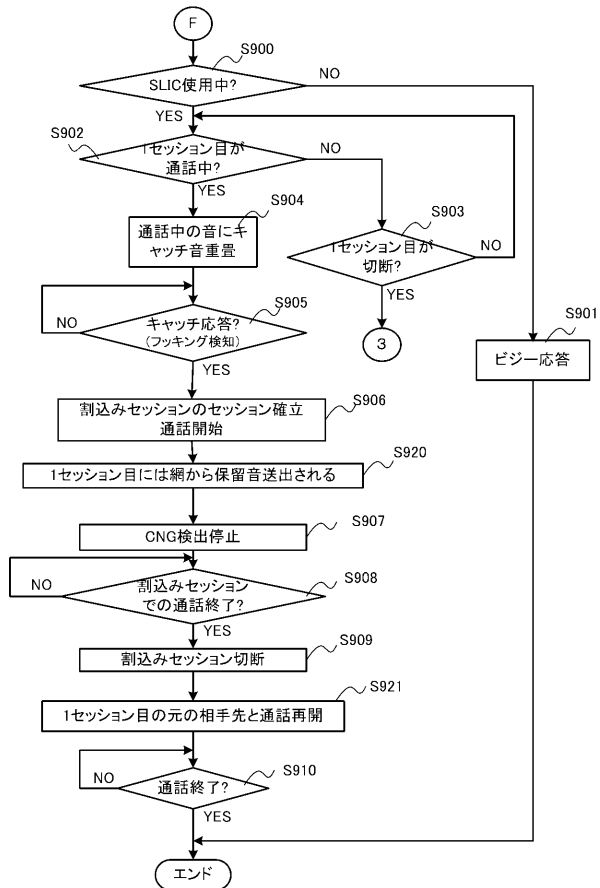 F
S900
SLIC使用中?
NO
YES
S902
1セッション目が
通話中?
NO
YES
S904
通話中の音にキ
ャッチ音重畳
S903
1セッション目が
切断?
NO
YES
3
S905
キャッチ応答?
(フッキング検知)
NO
YES
S901
ビジー応答
S906
割込みセッションのセッション確立
通話開始
S920
1セッション目には網から保留音送出される
S907
CNG検出停止
S908
割込みセッション
での通話終了?
NO
YES
S909
割込みセッション切断
S921
1セッション目の元の相手先と通話再開
S910
通話終了?
NO
YES
エンド